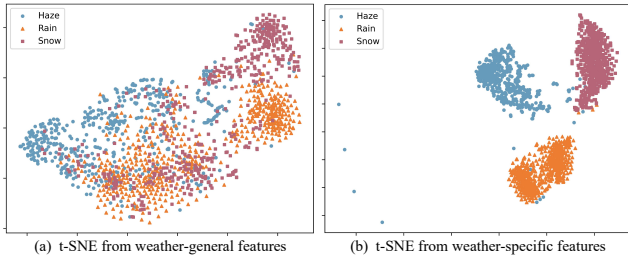 Haze
Rain
Snow
Haze
Rain
Snow
(a) t-SNE from weather-general features
(b) t-SNE from weather-specific features